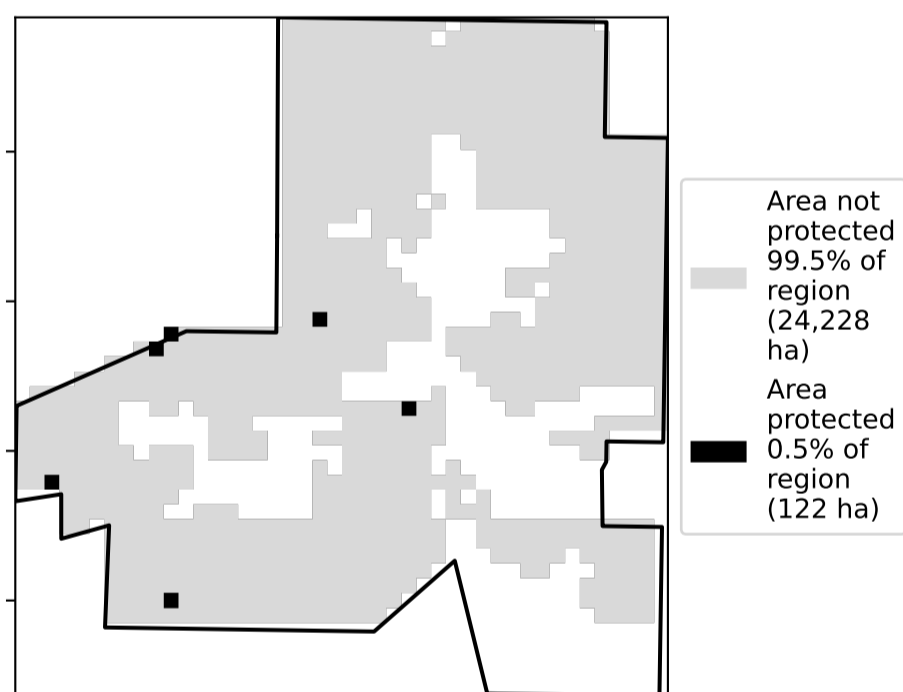 Area not
protected
99.5% of
region
(24,228
ha)
Area
protected
0.5% of
region
(122 ha)